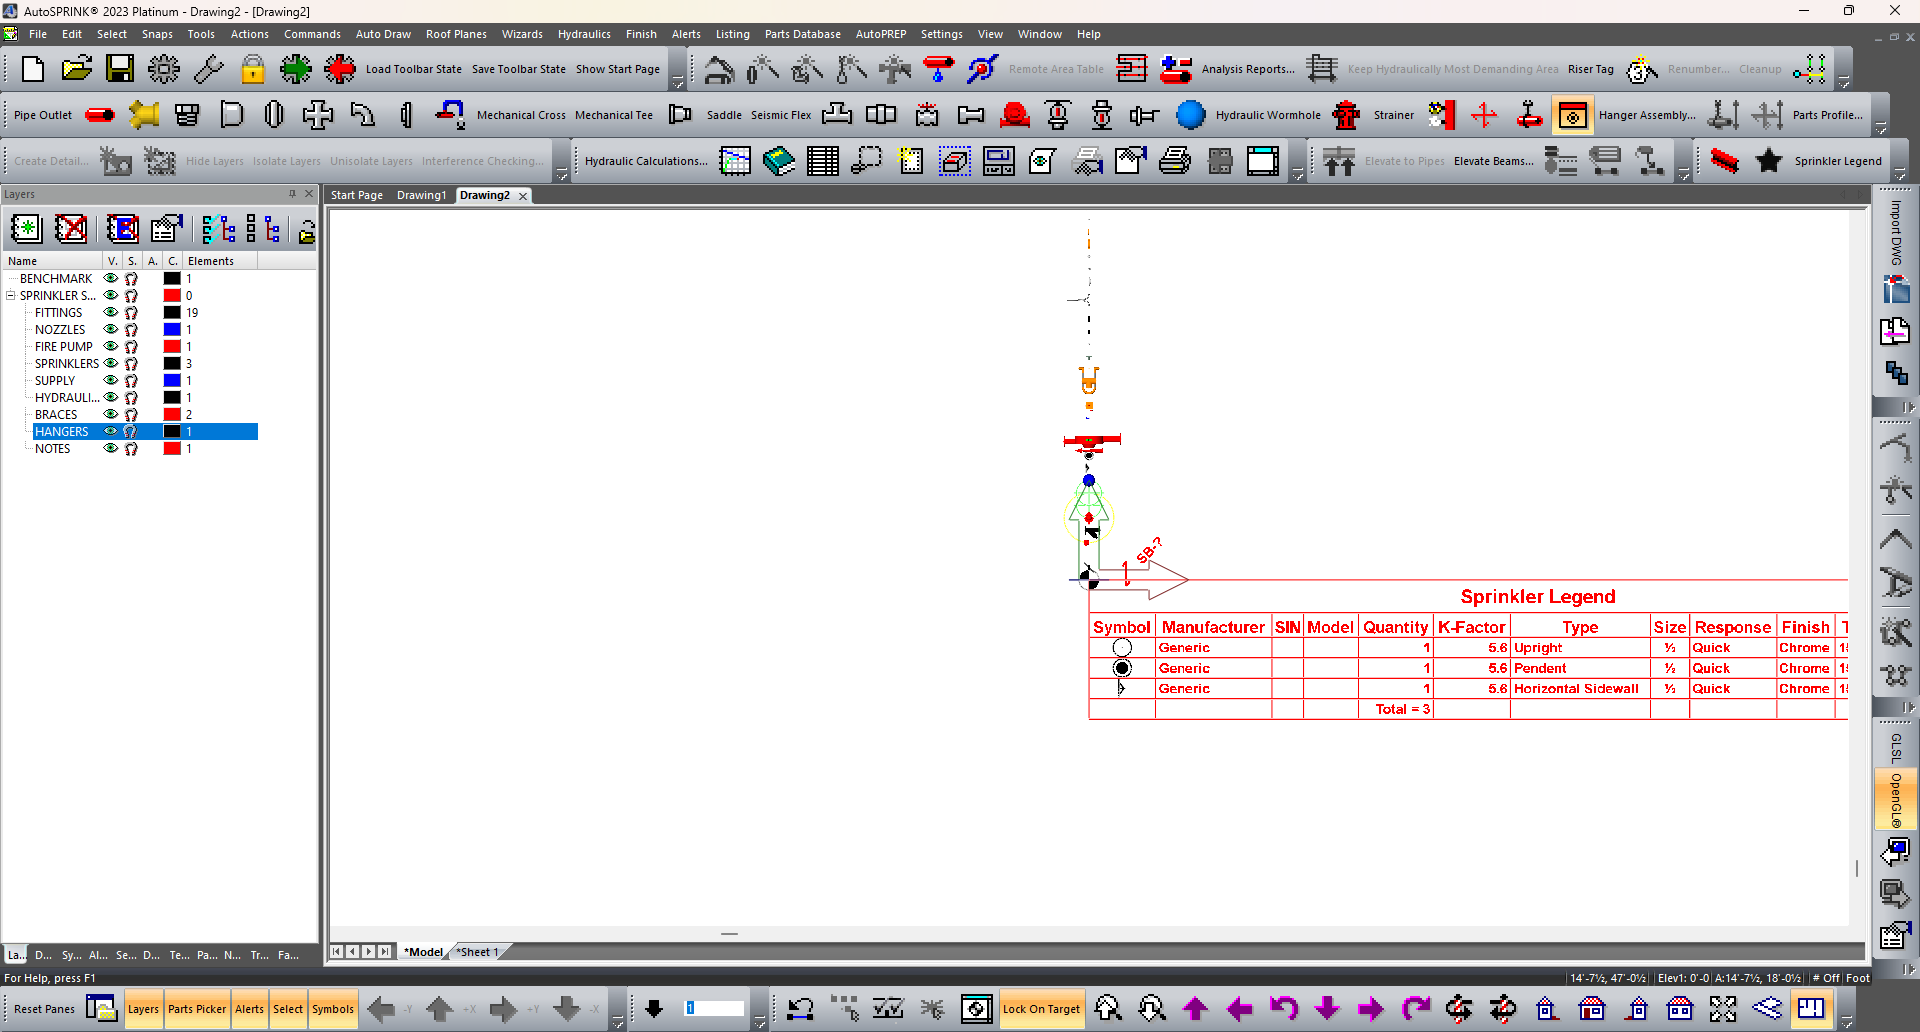 AutoSPRINK® 2023 Platinum - Drawing2 - [Drawing2]
File Edit Select Snaps Tools Actions Commands Auto Draw Roof Planes Wizards Hydraulics Finish Alerts Listing Parts Database AutoPREP Settings View Window Help
Load Toolbar State Save Toolbar State Show Start Page Remote Area Table Analysis Reports... Keep Hydraulically Most Demanding Area Riser Tag Renumber... Cleanup
Pipe Outlet Mechanical Cross Mechanical Tee Saddle Seismic Flex Hydraulic Wormhole Strainer Hanger Assembly... Parts Profile...
Create Detail... Hide Layers Isolate Layers Unisolate Layers Interference Checking... Hydraulic Calculations... Elevate to Pipes Elevate Beams... Sprinkler Legend
Layers
Start Page Drawing1 Drawing2
Import DWG
Name V. S. A. C. Elements
BENCHMARK 1
SPRINKLER S... 0
FITTINGS 19
NOZZLES 1
FIRE PUMP 1
SPRINKLERS 3
SUPPLY 1
HYDRAULI... 1
BRACES 2
HANGERS 1
NOTES 1
SB-?
1
Sprinkler Legend
Symbol Manufacturer SIN Model Quantity K-Factor Type Size Response Finish T
Generic 1 5.6 Upright ½ Quick Chrome 1
Generic 1 5.6 Pendent ½ Quick Chrome 1
Generic 1 5.6 Horizontal Sidewall ½ Quick Chrome 1
Total = 3
GLSL
OpenGL®
La... D... Sy... Al... Se... D... Te... Pa... N... Tr... Fa...
*Model *Sheet 1
For Help, press F1
14'-7½, 47'-0½ Elev1: 0'-0 A:14'-7½, 18'-0½ # Off Foot
Reset Panes Layers Parts Picker Alerts Select Symbols -Y +X +Y -X 1 Lock On Target